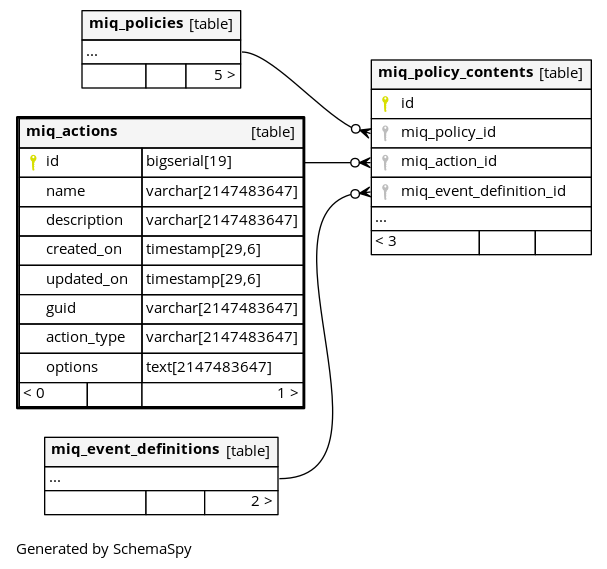 miq_policies [table]
...
5 >
miq_actions [table]
id bigserial[19]
name varchar[2147483647]
description varchar[2147483647]
created_on timestamp[29,6]
updated_on timestamp[29,6]
guid varchar[2147483647]
action_type varchar[2147483647]
options text[2147483647]
< 0 1 >
miq_event_definitions [table]
...
2 >
miq_policy_contents [table]
id
miq_policy_id
miq_action_id
miq_event_definition_id
...
< 3
Generated by SchemaSpy